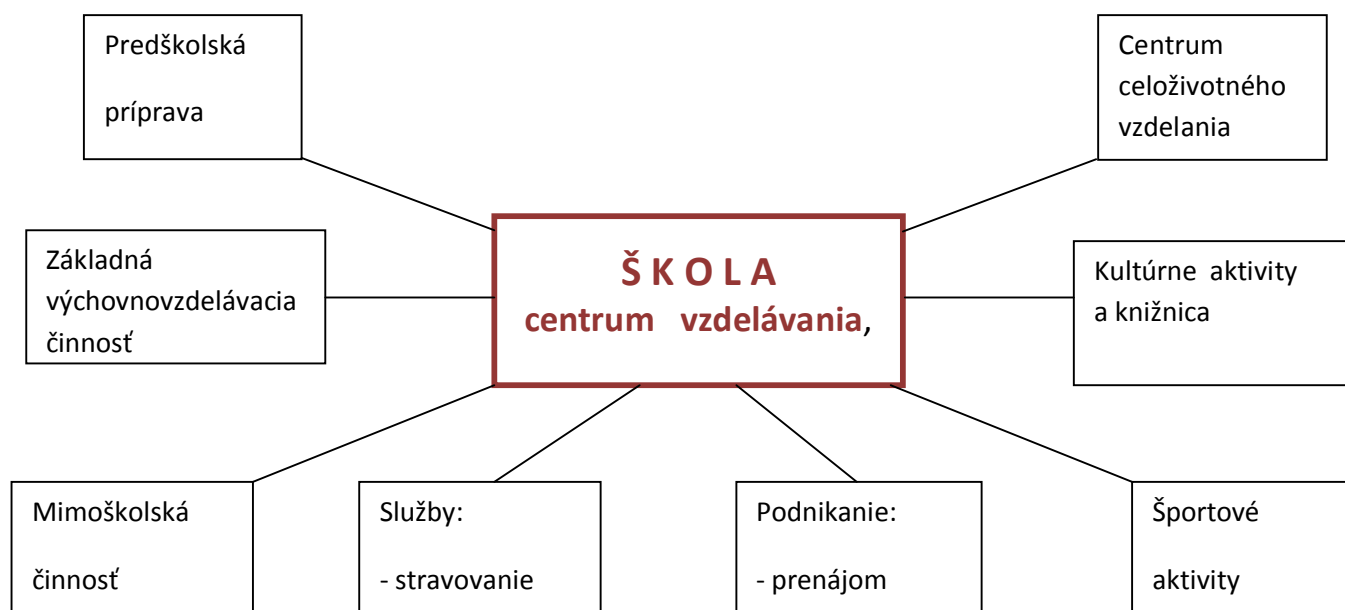 Predškolská
príprava
Centrum
celoživotného
vzdelania
Š K O L A
centrum vzdelávania,
Základná
výchovnovzdelávacia
činnosť
Kultúrne aktivity
a knižnica
Mimoškolská
činnosť
Služby:
- stravovanie
Podnikanie:
- prenájom
Športové
aktivity